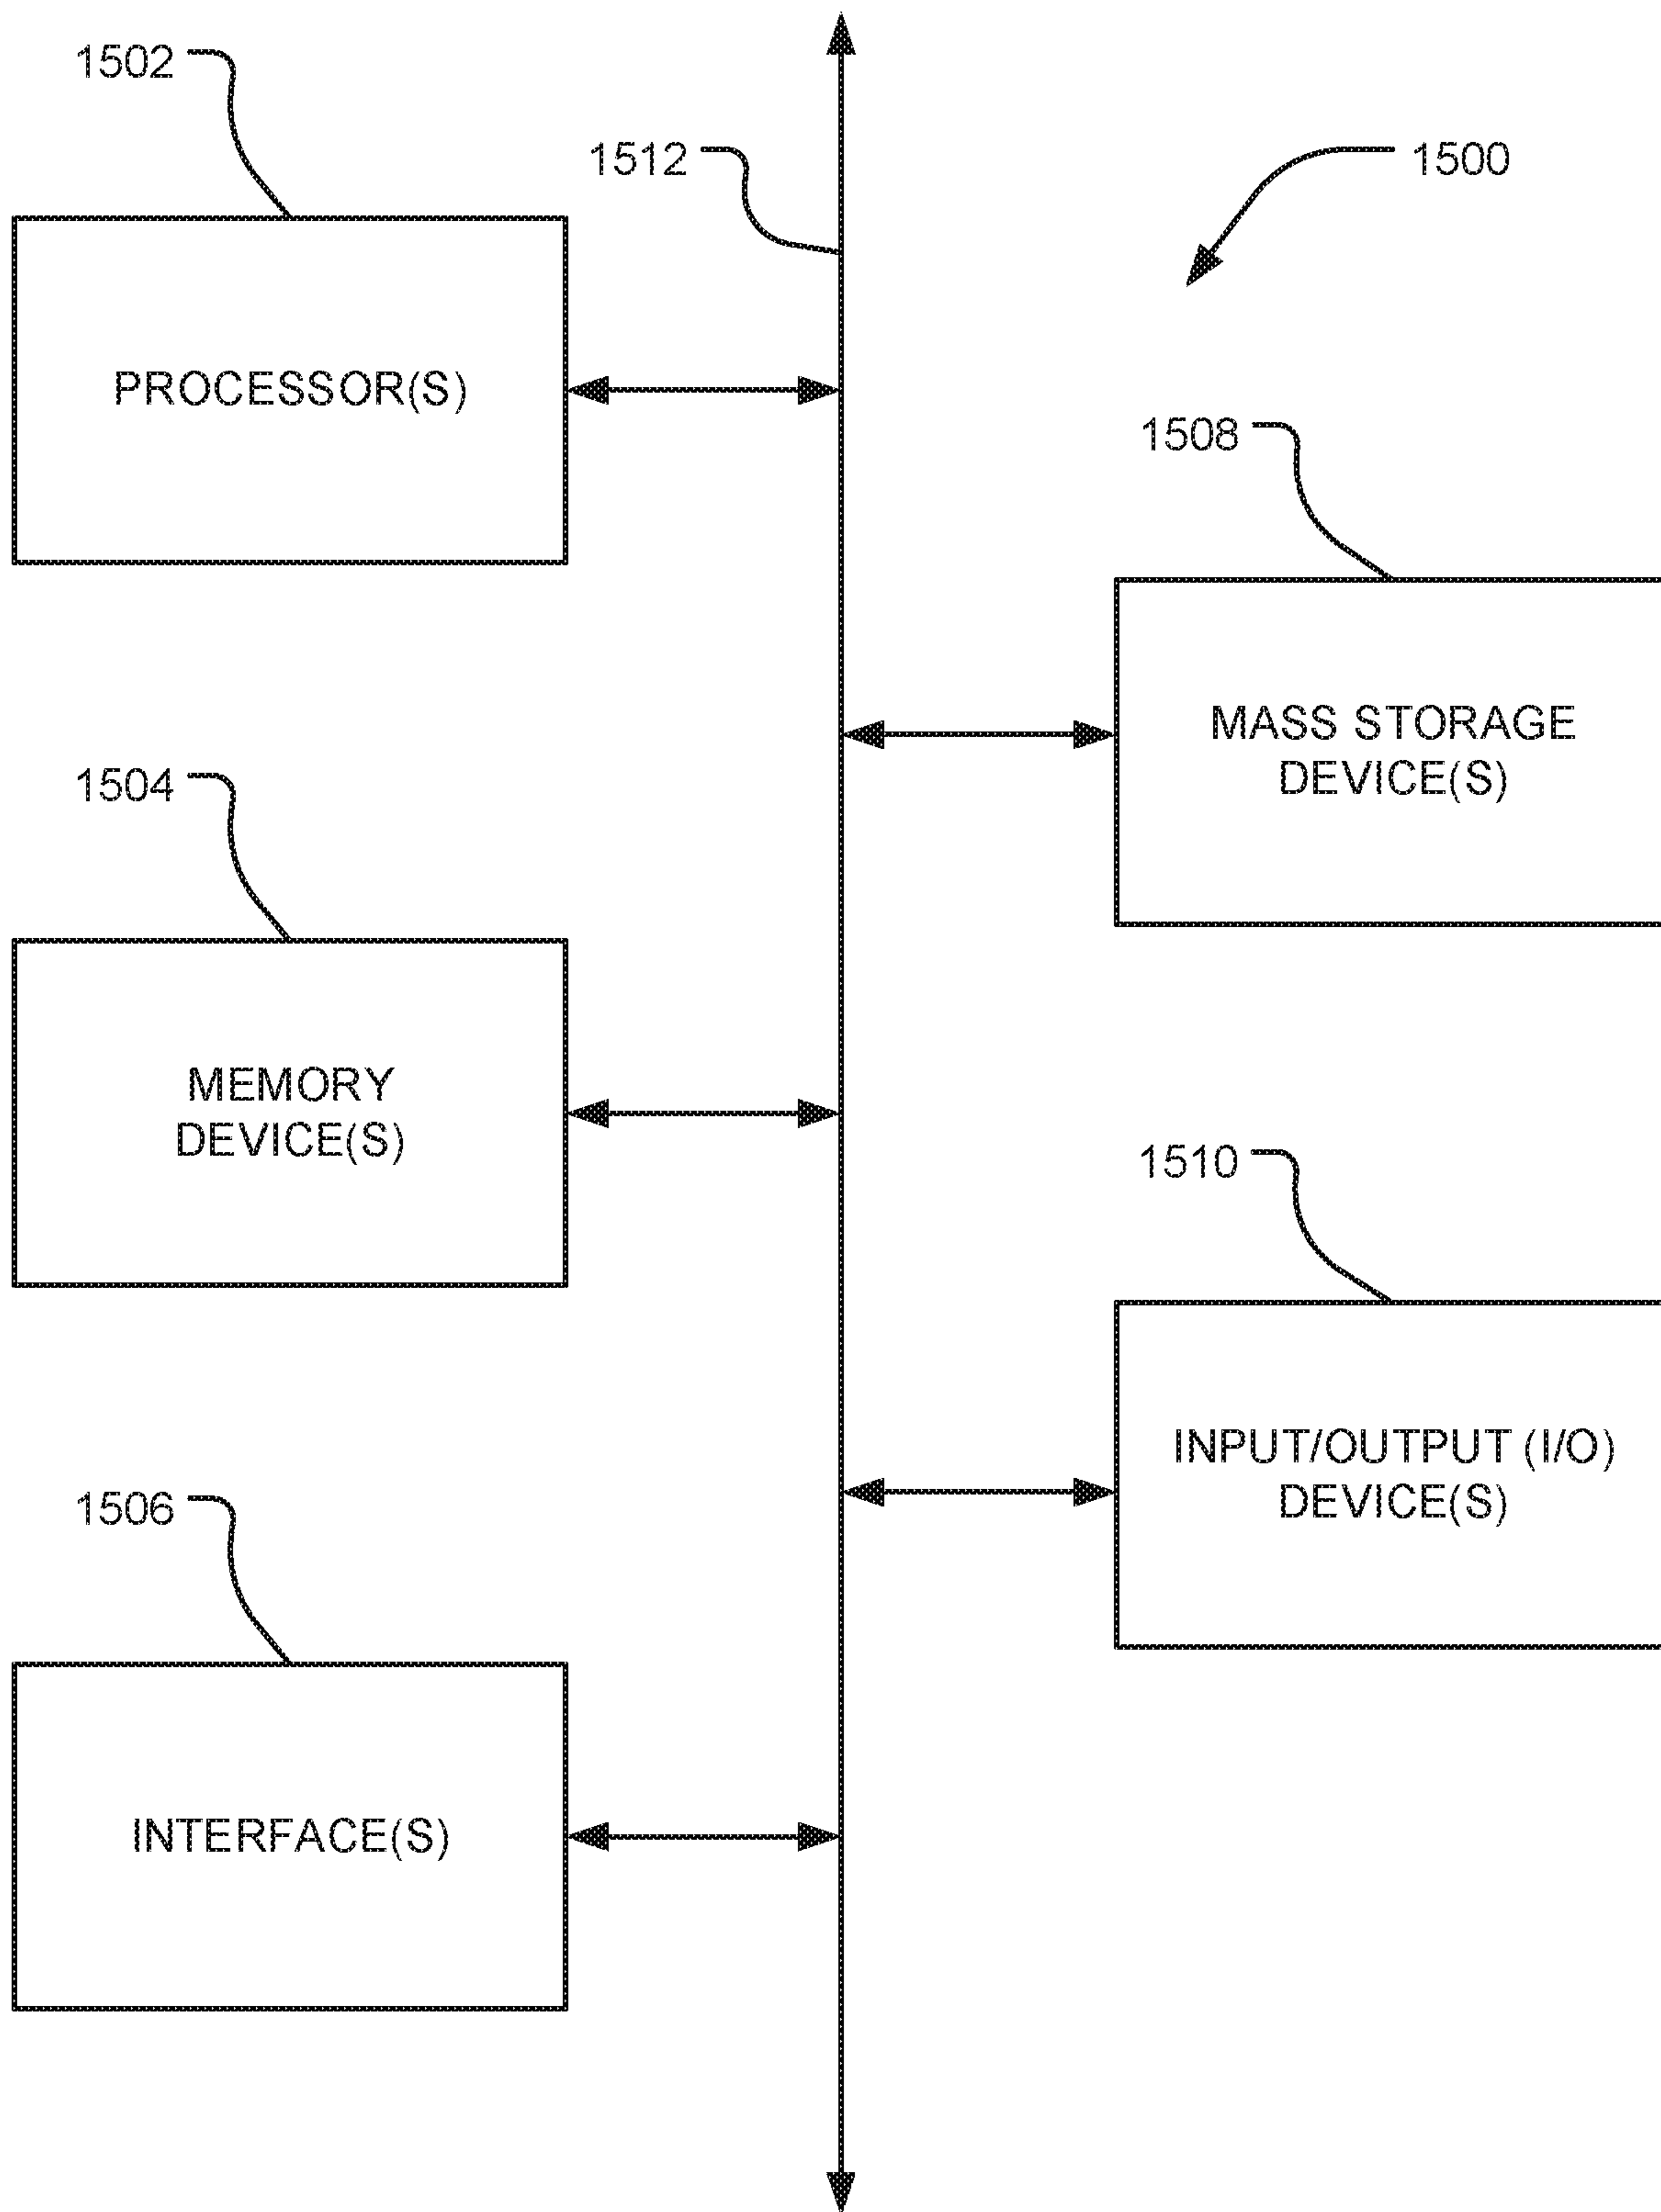 1502
1512
1500
PROCESSOR(S)
1508
MASS STORAGE
DEVICE(S)
1504
MEMORY
DEVICE(S)
1510
INPUT/OUTPUT (I/O)
DEVICE(S)
1506
INTERFACE(S)